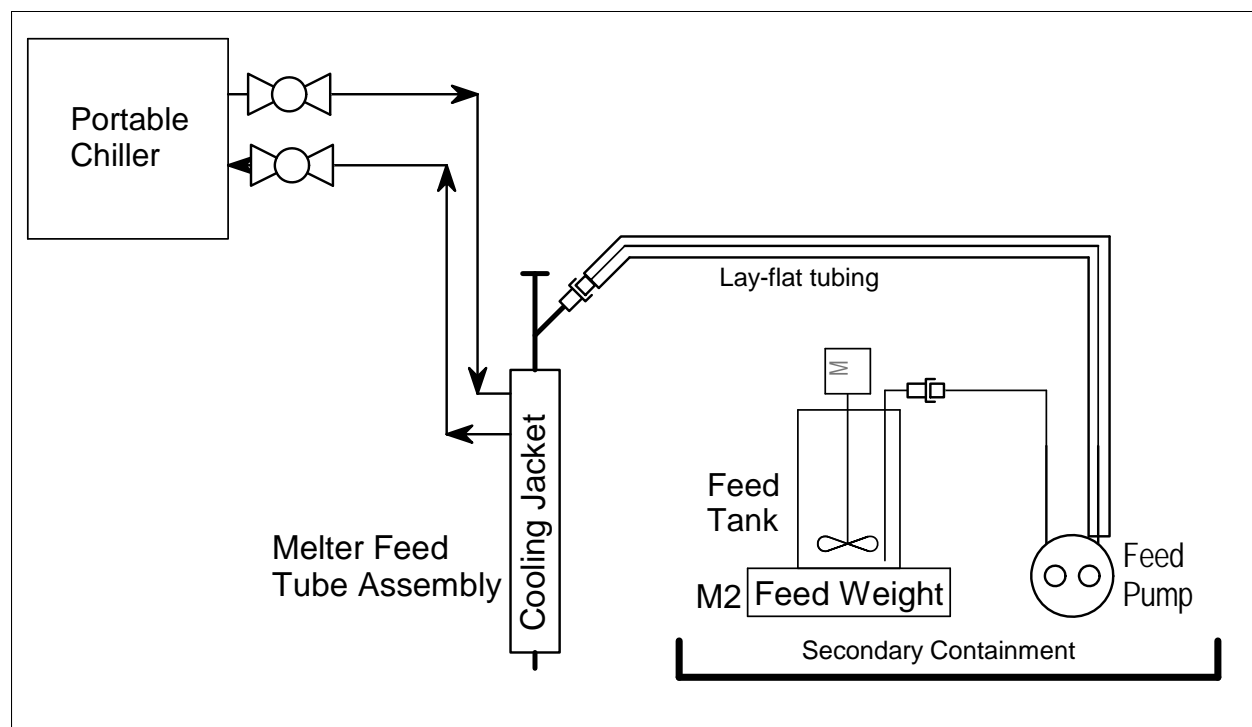 Portable
Chiller
Lay-flat tubing
M
Cooling Jacket
Feed
Tank
Melter Feed
Tube Assembly
Feed
Pump
M2
Feed Weight
Secondary Containment